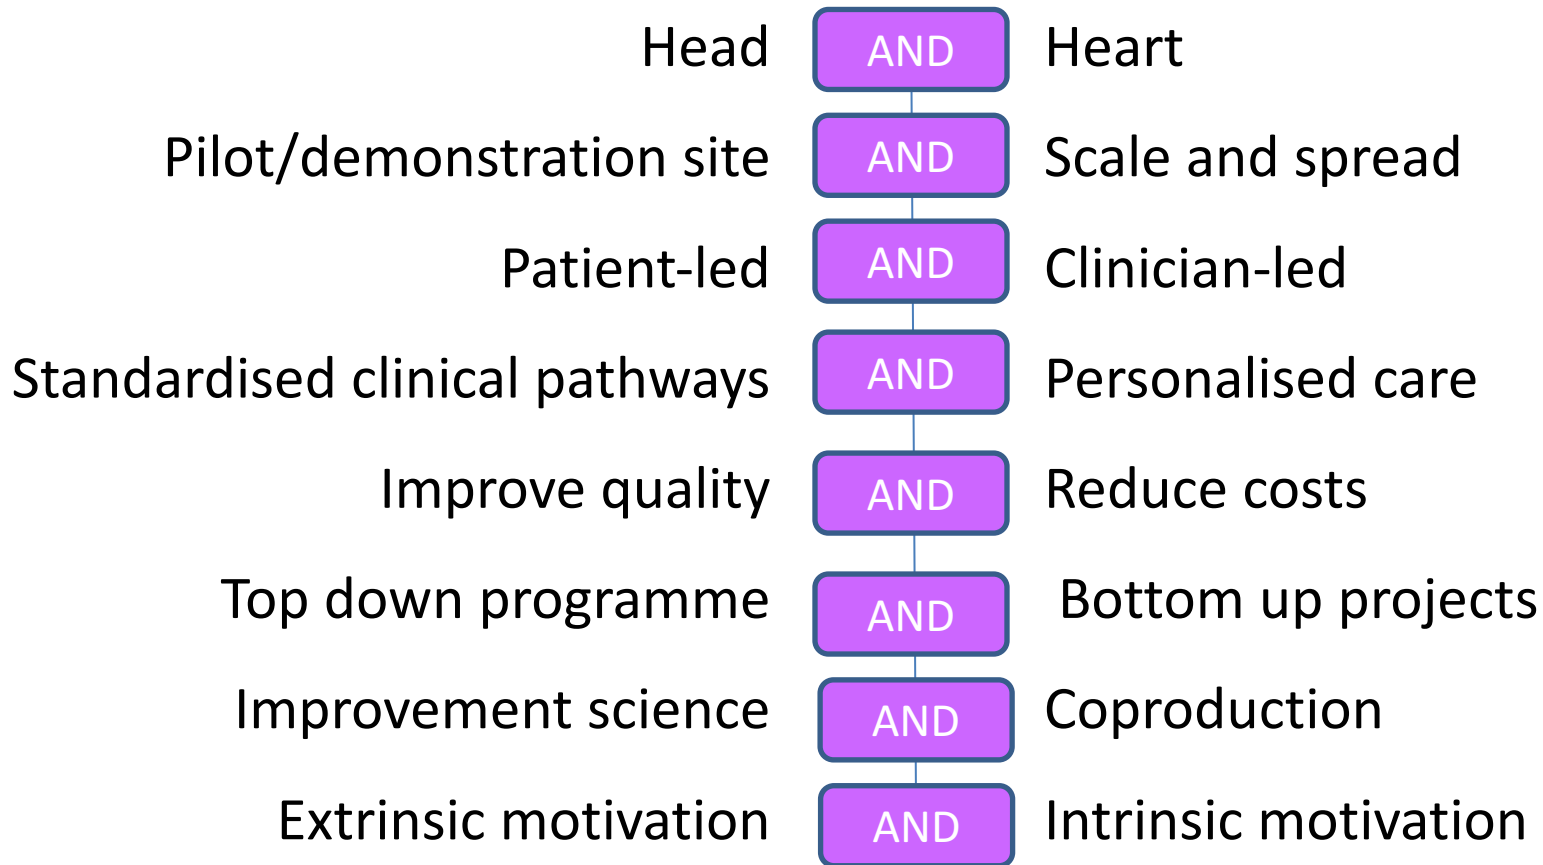 Head AND Heart
Pilot/demonstration site AND Scale and spread
Patient-led AND Clinician-led
Standardised clinical pathways AND Personalised care
Improve quality AND Reduce costs
Top down programme AND Bottom up projects
Improvement science AND Coproduction
Extrinsic motivation AND Intrinsic motivation